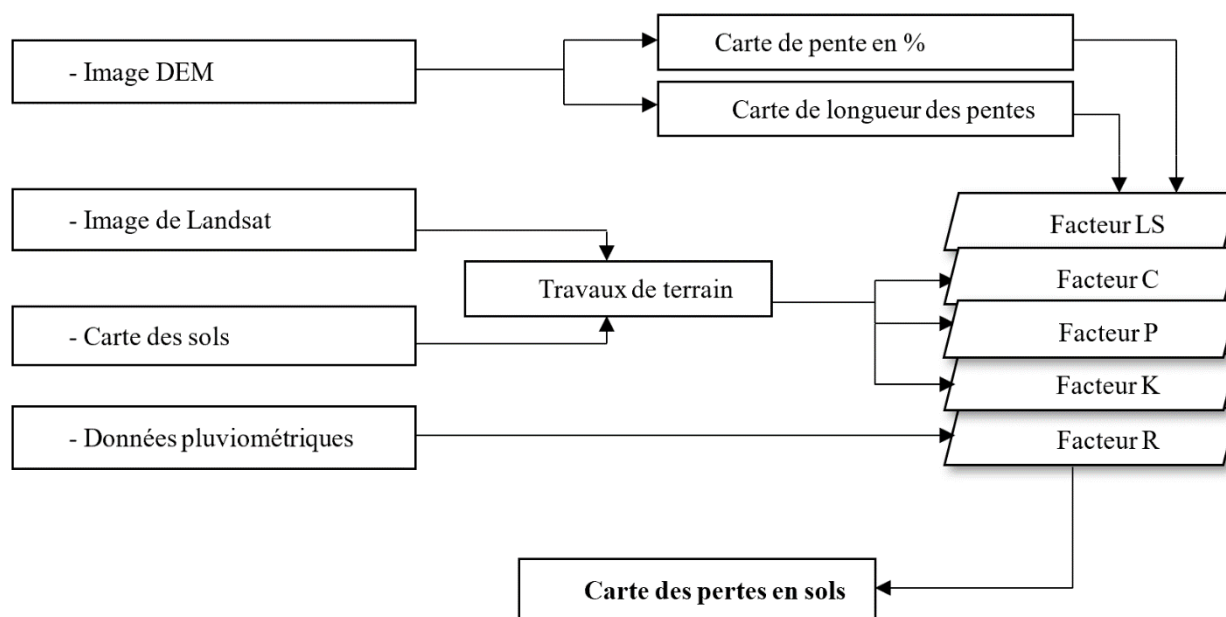 - Image DEM
Carte de pente en %
Carte de longueur des pentes
- Image de Landsat
Travaux de terrain
- Carte des sols
- Données pluviométriques
Facteur LS
Facteur C
Facteur P
Facteur K
Facteur R
Carte des pertes en sols